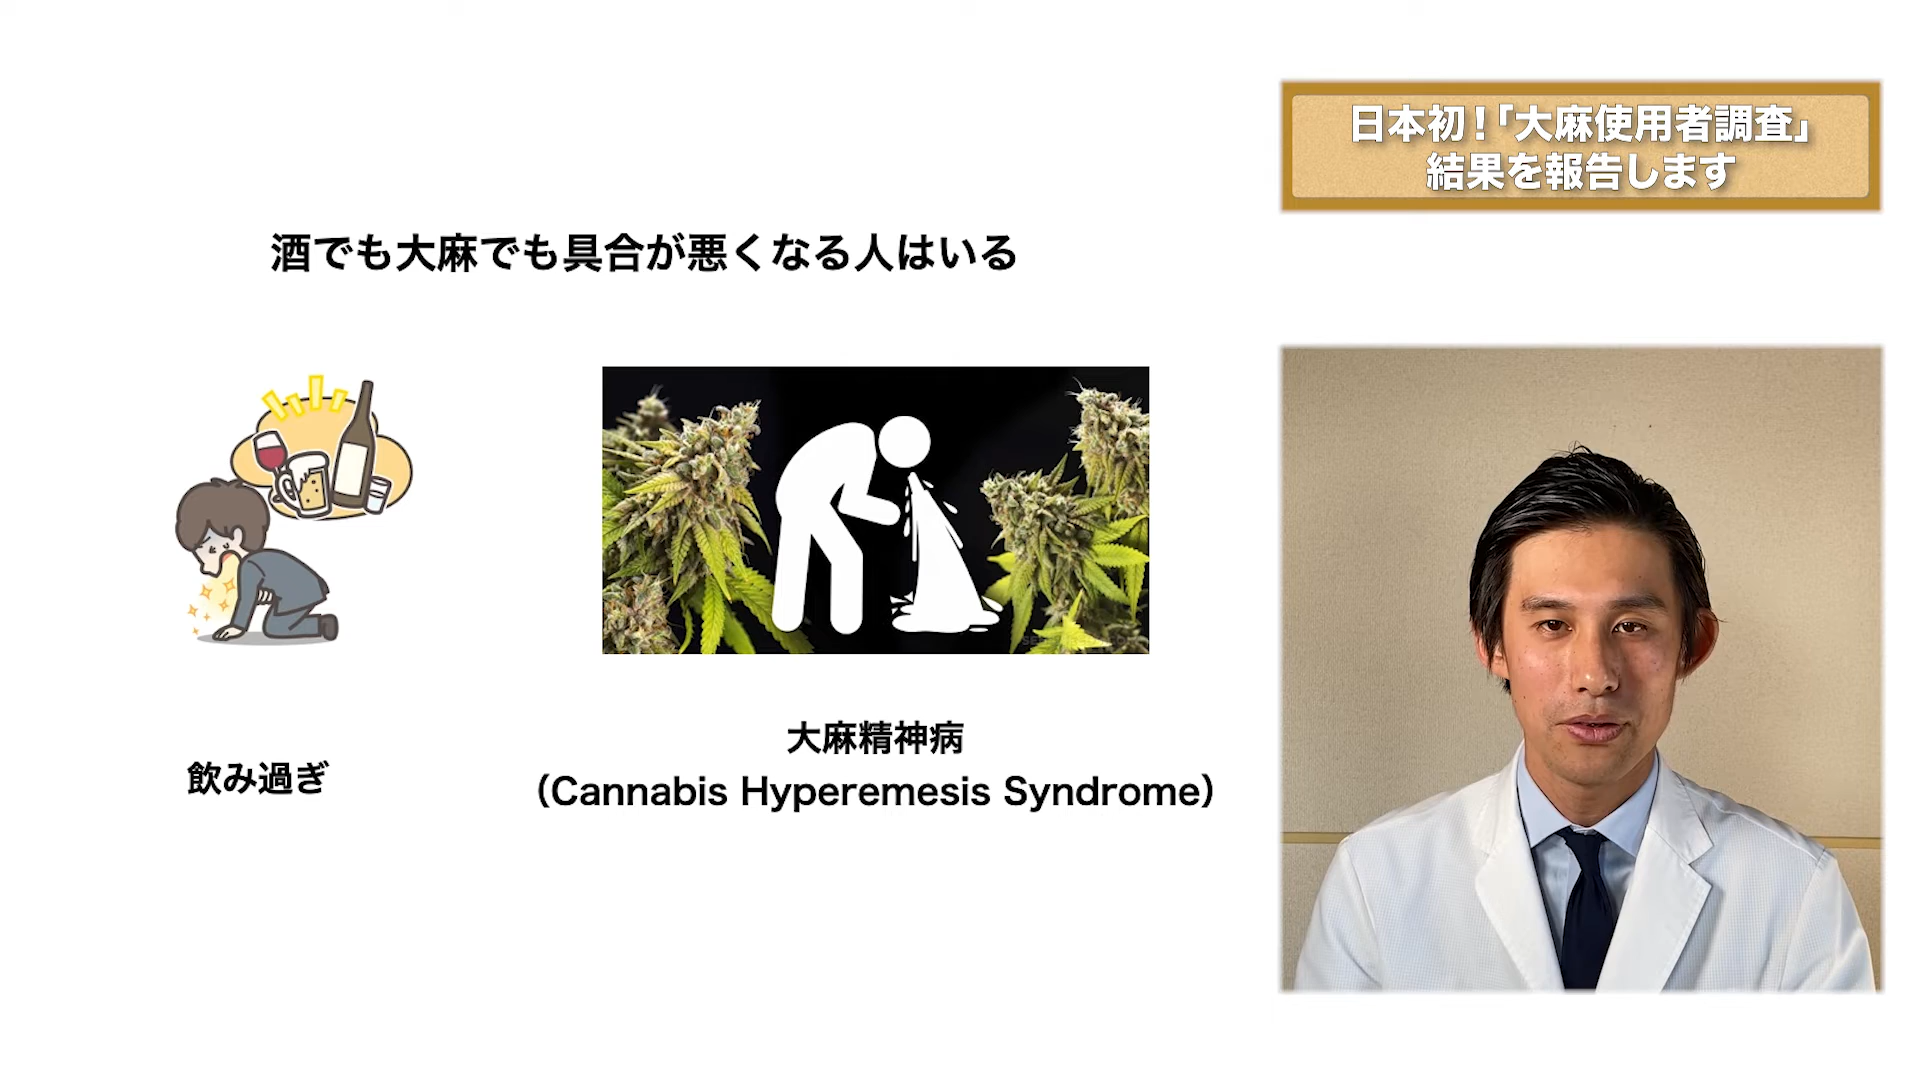 日本初！「大麻使用者調査」
結果を報告します
酒でも大麻でも具合が悪くなる人はいる
飲み過ぎ
大麻精神病
（Cannabis Hyperemesis Syndrome）